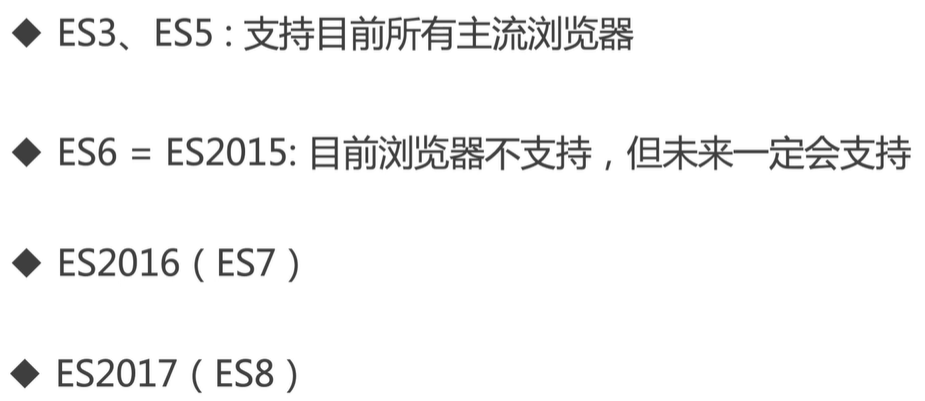 ◆ ES3、ES5 : 支持目前所有主流浏览器
◆ ES6 = ES2015: 目前浏览器不支持，但未来一定会支持
◆ ES2016（ES7）
◆ ES2017（ES8）